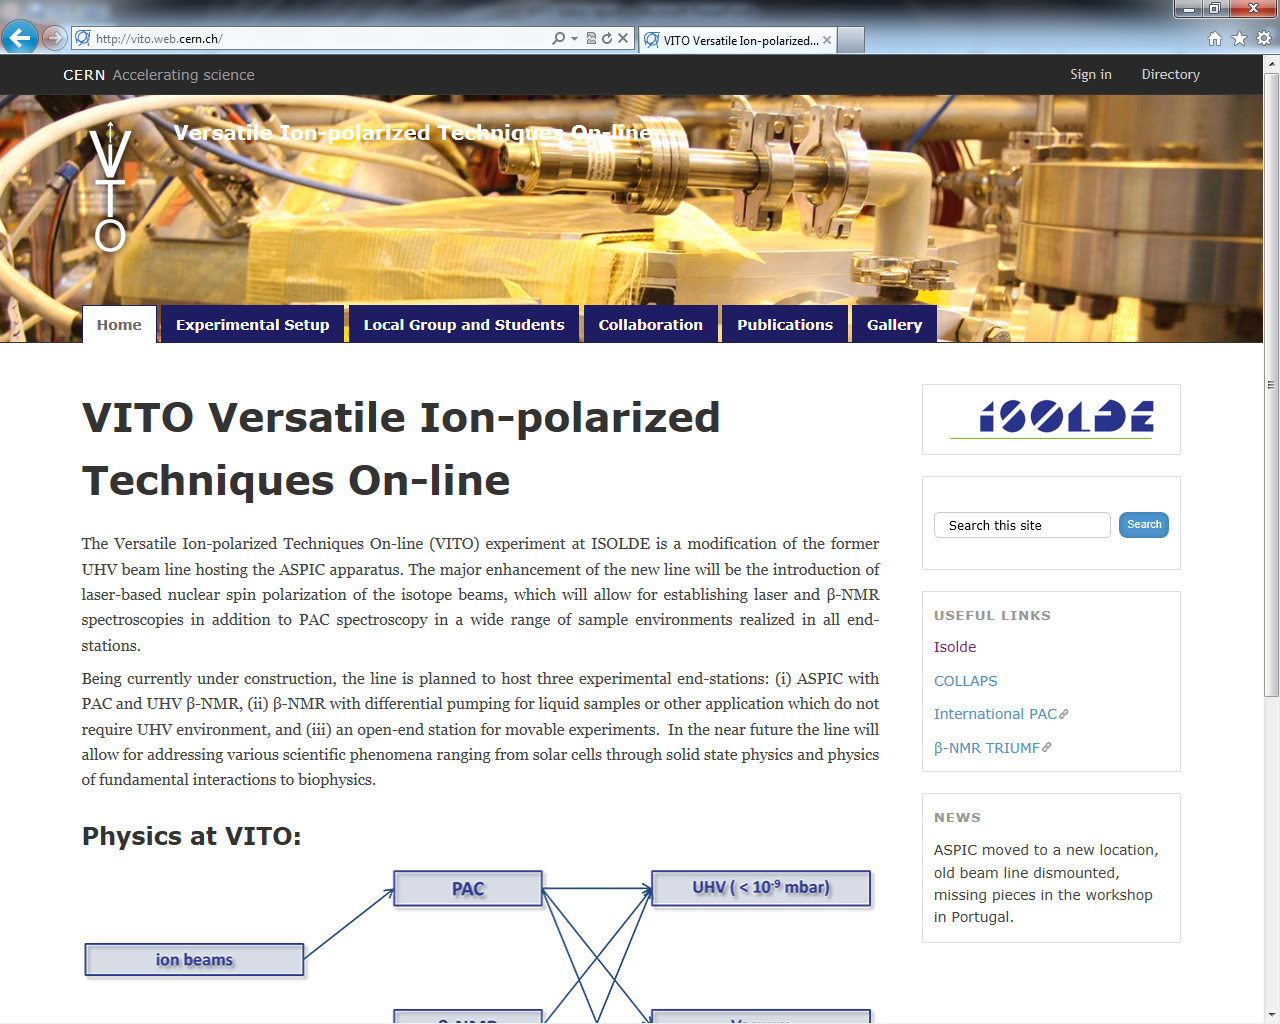 http://vito.web.cern.ch/
VITO Versatile Ion-polarized...
CERN Accelerating science
Sign in
Directory
VITO
Versatile Ion-polarized Techniques On-line
Home
Experimental Setup
Local Group and Students
Collaboration
Publications
Gallery
VITO Versatile Ion-polarized
Techniques On-line
The Versatile Ion-polarized Techniques On-line (VITO) experiment at ISOLDE is a modification of the former
UHV beam line hosting the ASPIC apparatus. The major enhancement of the new line will be the introduction of
laser-based nuclear spin polarization of the isotope beams, which will allow for establishing laser and β-NMR
spectroscopies in addition to PAC spectroscopy in a wide range of sample environments realized in all end-
stations.
Being currently under construction, the line is planned to host three experimental end-stations: (i) ASPIC with
PAC and UHV β-NMR, (ii) β-NMR with differential pumping for liquid samples or other application which do not
require UHV environment, and (iii) an open-end station for movable experiments. In the near future the line will
allow for addressing various scientific phenomena ranging from solar cells through solid state physics and physics
of fundamental interactions to biophysics.
Physics at VITO:
PAC
UHV ( < 10⁻⁹ mbar)
ion beams
β-NMR
Vacuum
ISOLDE
Search this site
Search
USEFUL LINKS
Isolde
COLLAPS
International PAC
β-NMR TRIUMF
NEWS
ASPIC moved to a new location,
old beam line dismounted,
missing pieces in the workshop
in Portugal.